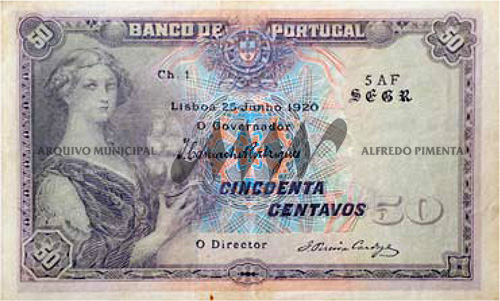 50 BANCO DE PORTUGAL 50
Ch. 1
5AF
SEGR
Lisboa 25 Junho 1920
O Governador
ARQUIVO MUNICIPAL ALFREDO PIMENTA
CINCOENTA
CENTAVOS 50
O Director
50 50